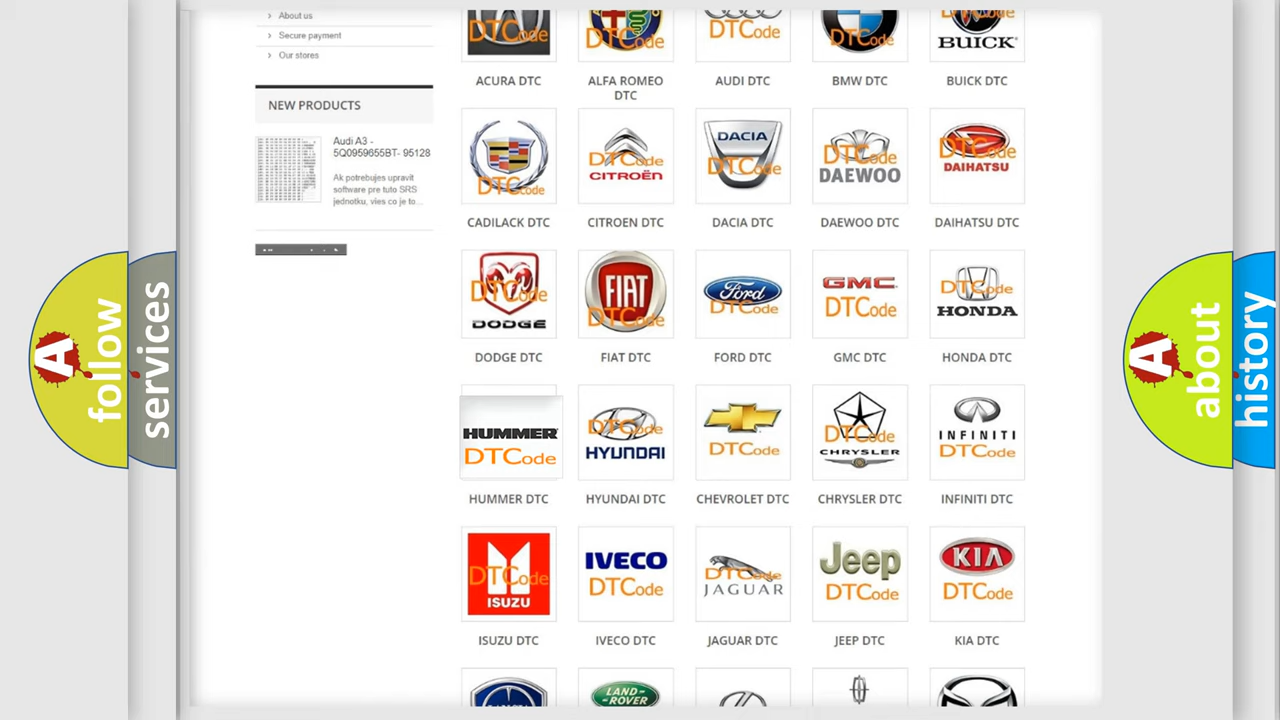 About us
Secure payment
Our stores
NEW PRODUCTS
Audi A3 -
5Q0959655BT- 95128
Ak potrebujes upravit
software pre tuto SRS
jednotku, vies co je to...
A follow
services
A about
history
DTCode DTCode DTCode DTCode BUICK DTCode
ACURA DTC ALFA ROMEO DTC AUDI DTC BMW DTC BUICK DTC
DTCode DTCode CITROËN DACIA DTCode DTCode DAEWOO DTCode DAIHATSU
CADILACK DTC CITROEN DTC DACIA DTC DAEWOO DTC DAIHATSU DTC
DTCode DODGE FIAT DTCode Ford DTCode GMC DTCode DTCode HONDA
DODGE DTC FIAT DTC FORD DTC GMC DTC HONDA DTC
HUMMER DTCode DTCode HYUNDAI DTCode DTCode CHRYSLER INFINITI DTCode
HUMMER DTC HYUNDAI DTC CHEVROLET DTC CHRYSLER DTC INFINITI DTC
DTCode ISUZU IVECO DTCode DTCode JAGUAR Jeep DTCode KIA DTCode
ISUZU DTC IVECO DTC JAGUAR DTC JEEP DTC KIA DTC
LAND-
ROVER